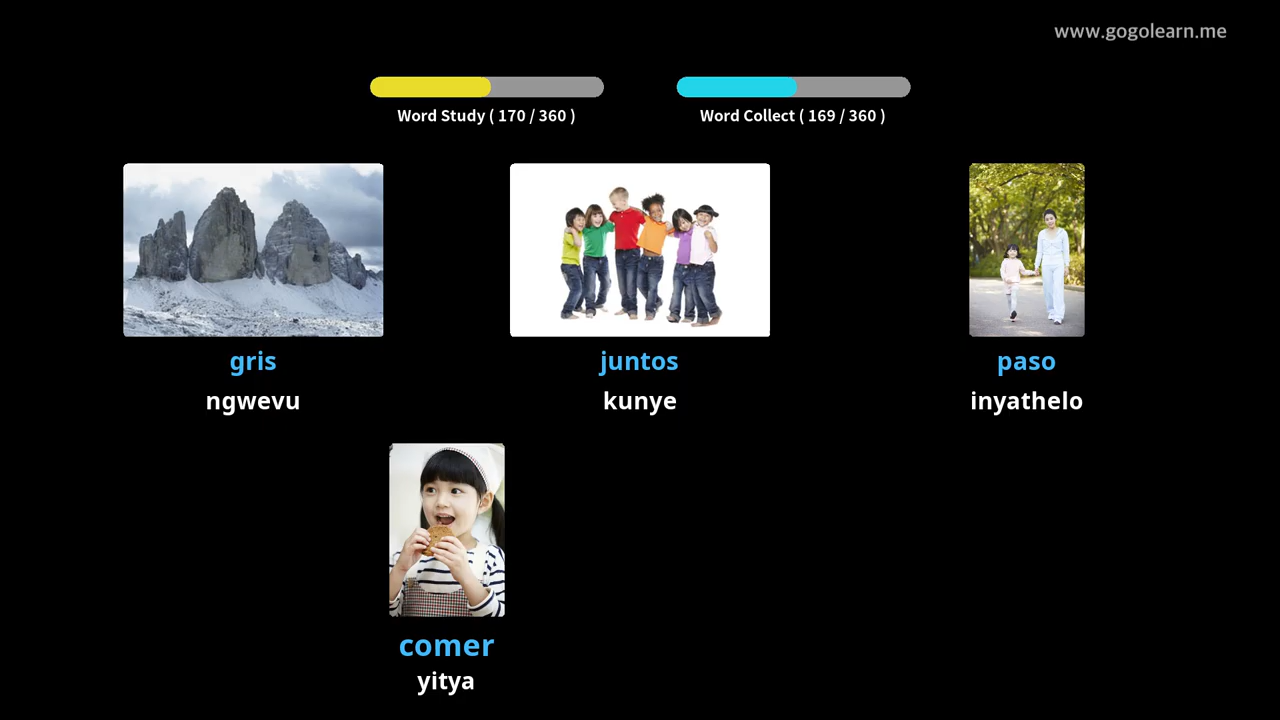 www.gogolearn.me
Word Study ( 170 / 360 )
Word Collect ( 169 / 360 )
gris
juntos
paso
ngwevu
kunye
inyathelo
comer
yitya